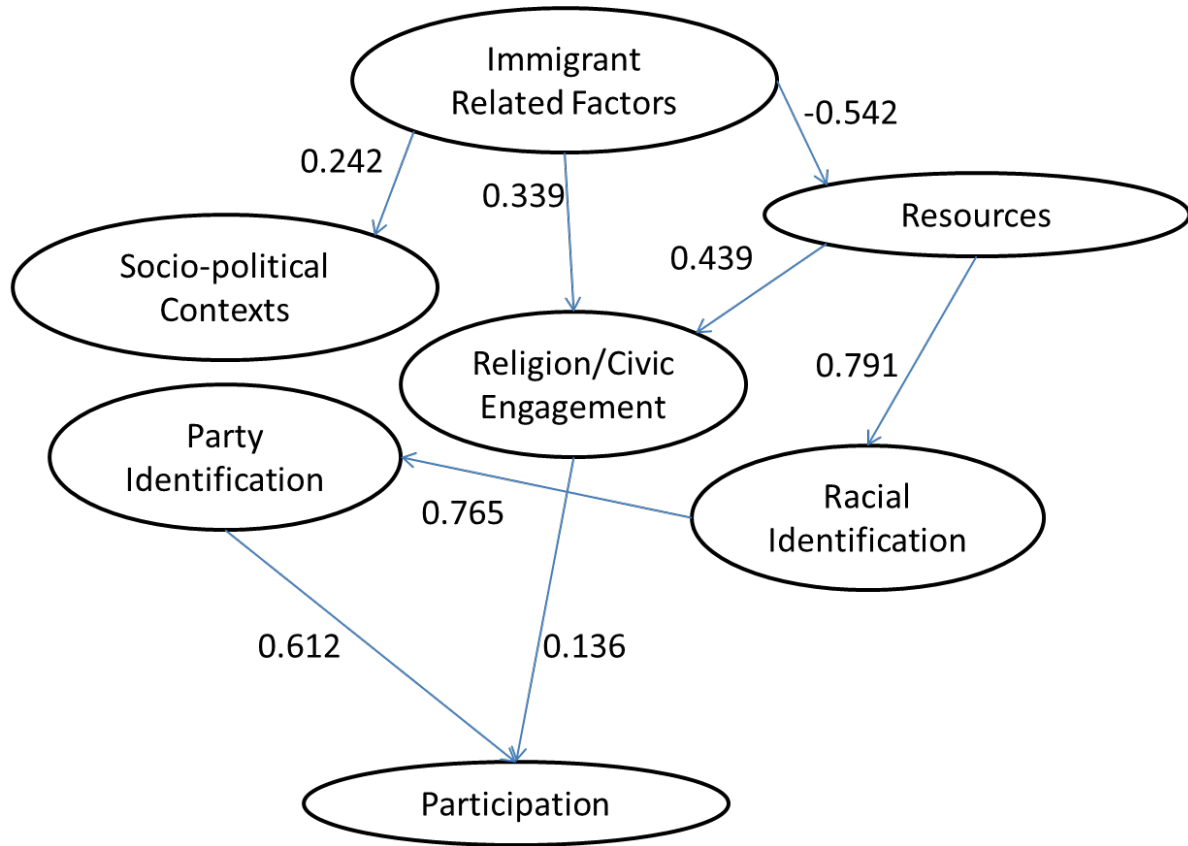 Immigrant
Related Factors
-0.542
0.242
0.339
Resources
0.439
Socio-political
Contexts
Religion/Civic
Engagement
0.791
Party
Identification
0.765
Racial
Identification
0.612
0.136
Participation